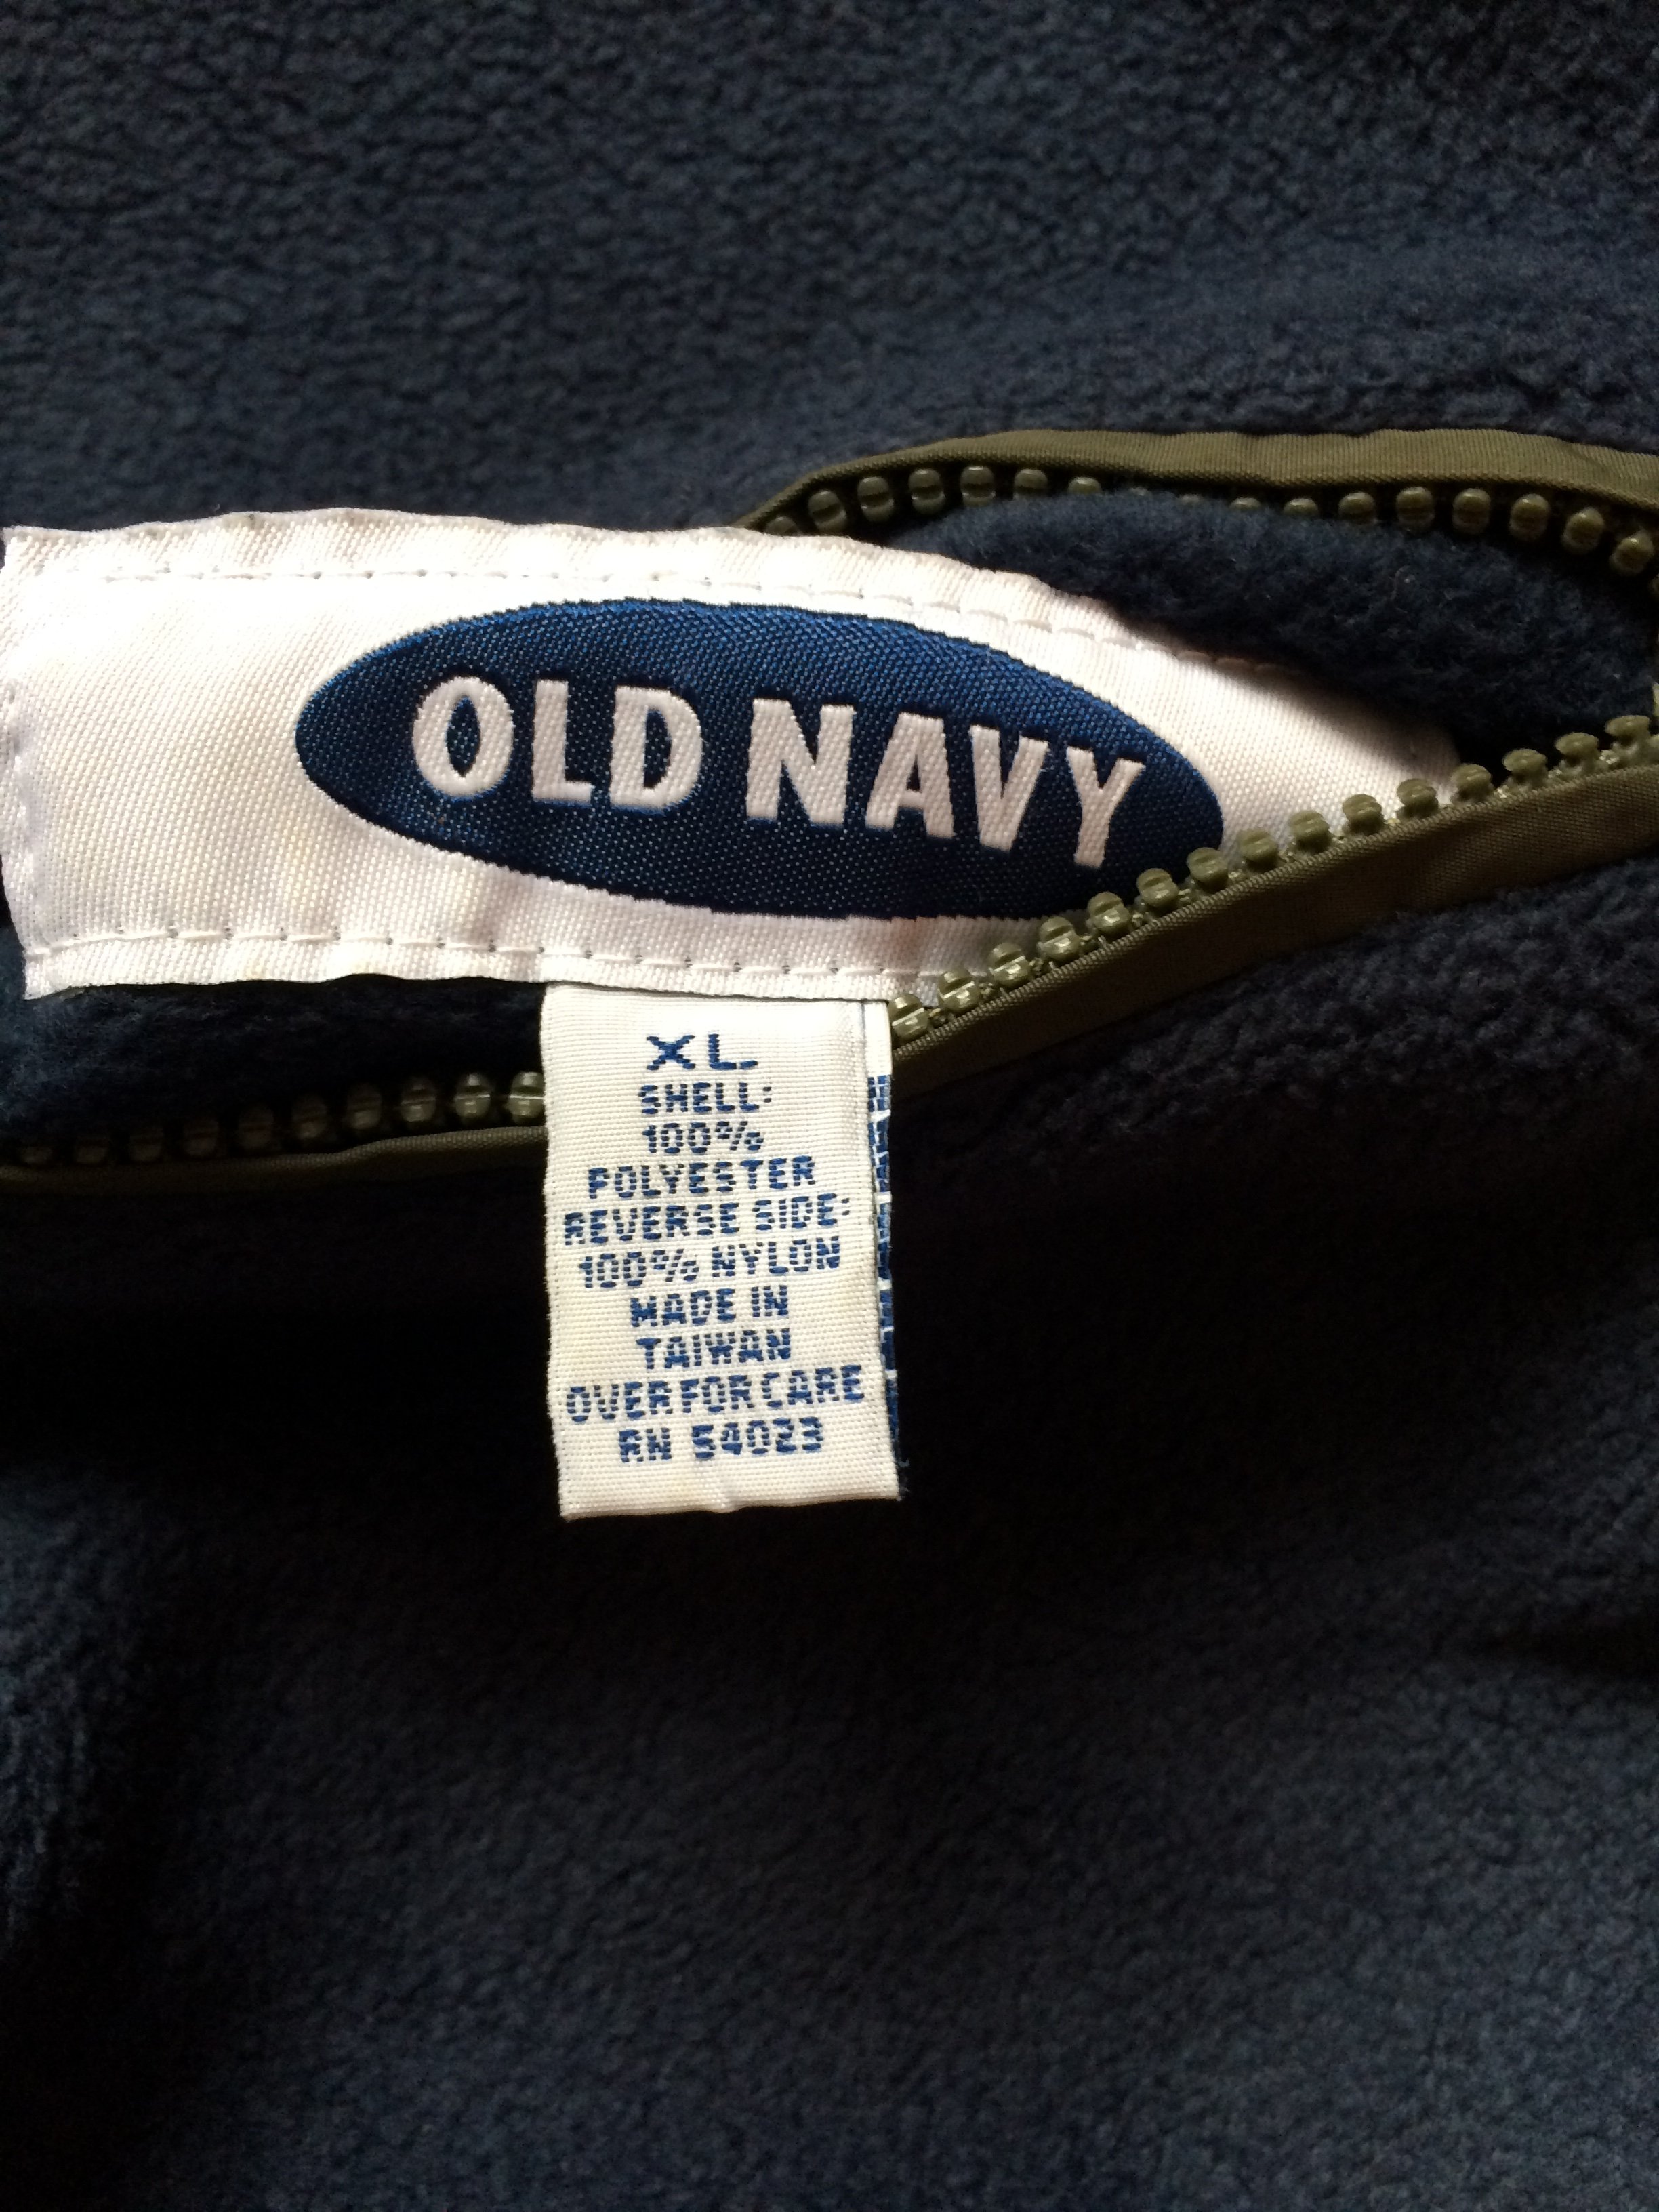 OLD NAVY
XL
SHELL:
100%
POLYESTER
REVERSE SIDE:
100% NYLON
MADE IN
TAIWAN
OVER FOR CARE
RN 54023